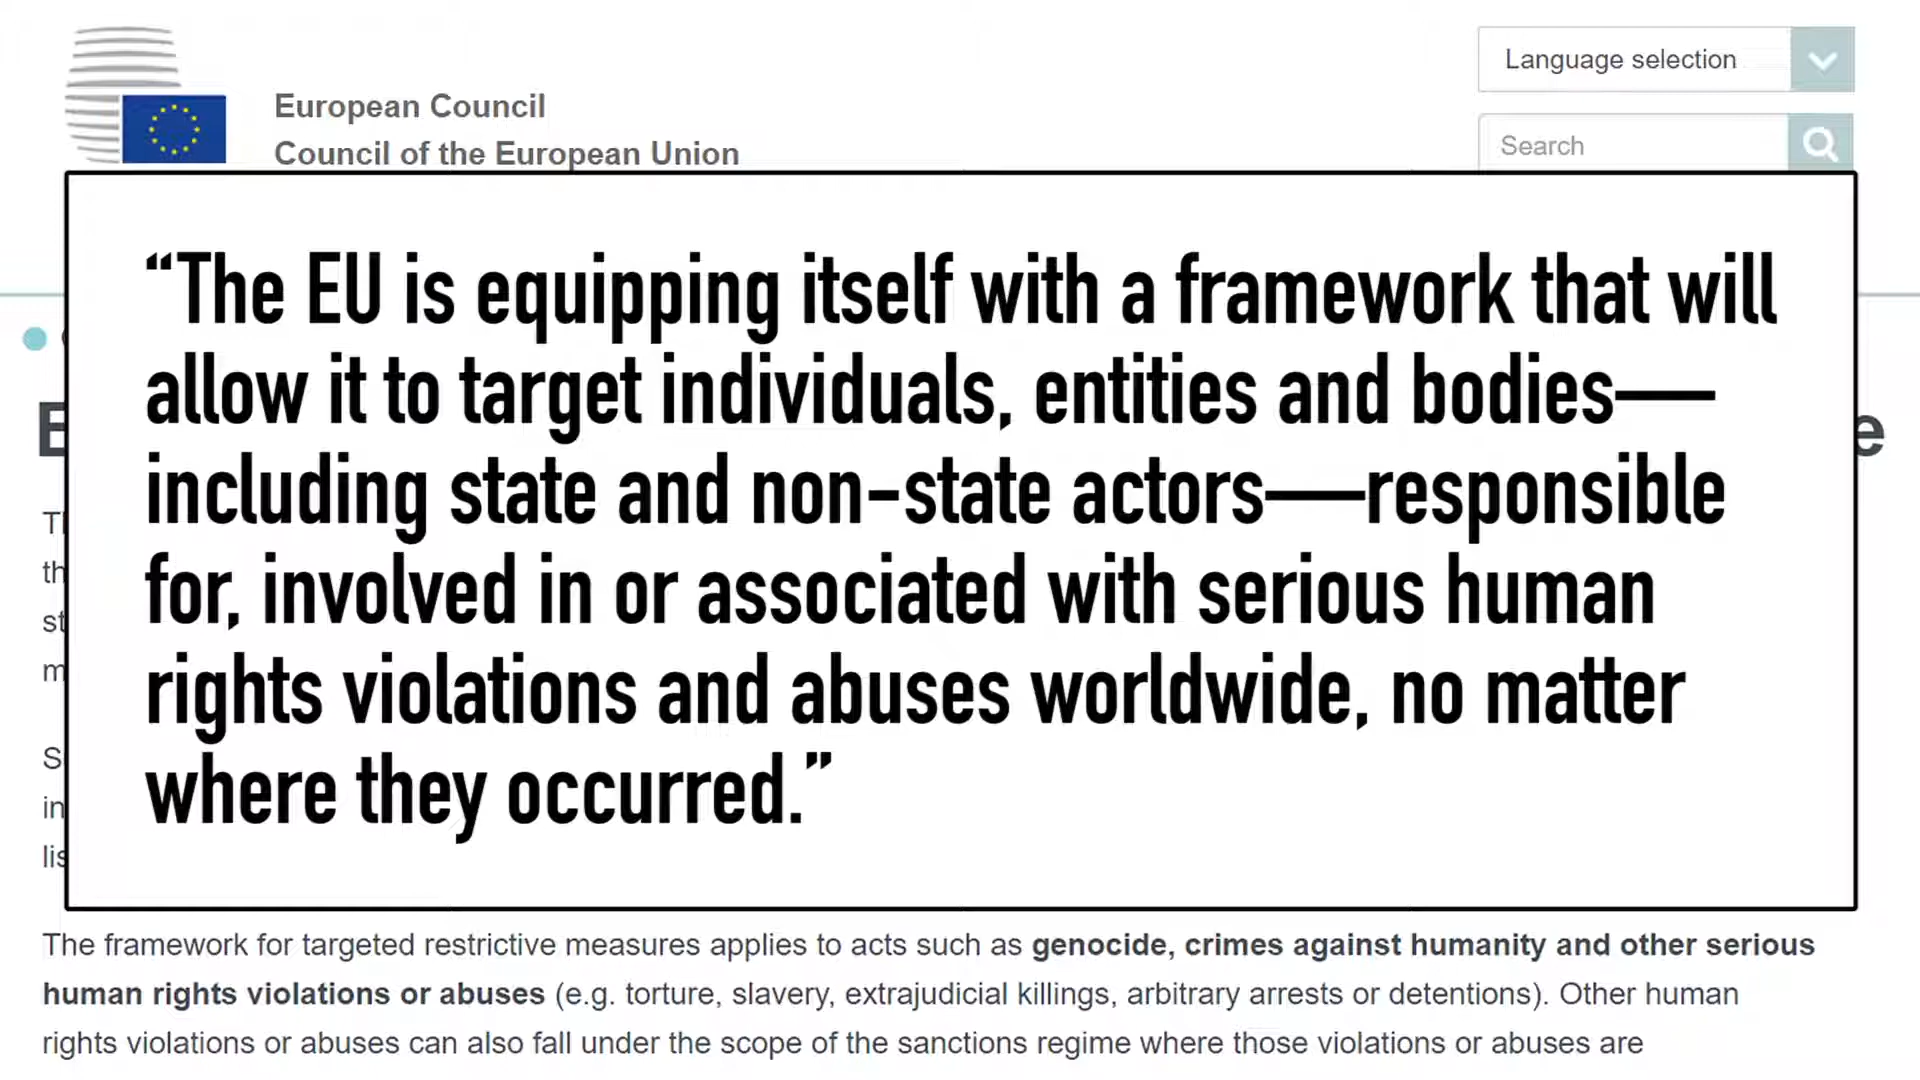 European Council
Council of the European Union
Language selection
Search
“The EU is equipping itself with a framework that will
allow it to target individuals, entities and bodies—
including state and non-state actors—responsible
for, involved in or associated with serious human
rights violations and abuses worldwide, no matter
where they occurred.”
The framework for targeted restrictive measures applies to acts such as genocide, crimes against humanity and other serious
human rights violations or abuses (e.g. torture, slavery, extrajudicial killings, arbitrary arrests or detentions). Other human
rights violations or abuses can also fall under the scope of the sanctions regime where those violations or abuses are